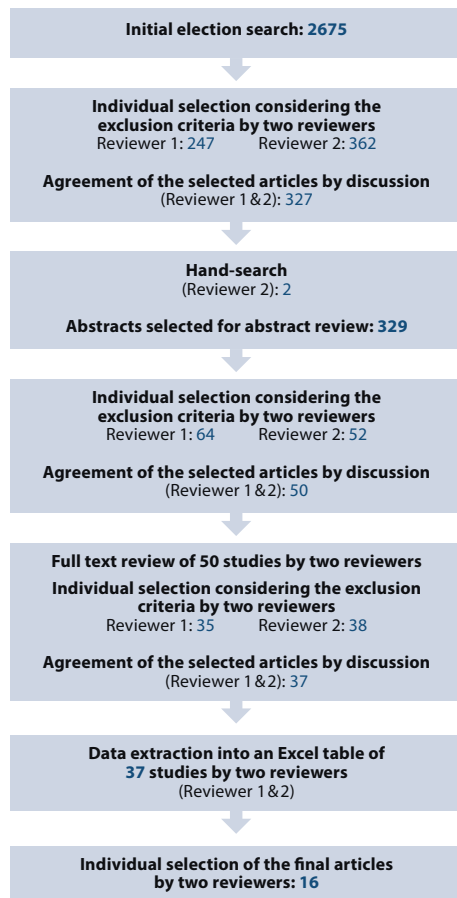 Initial election search: 2675
Individual selection considering the
exclusion criteria by two reviewers
Reviewer 1: 247 Reviewer 2: 362
Agreement of the selected articles by discussion
(Reviewer 1 & 2): 327
Hand-search
(Reviewer 2): 2
Abstracts selected for abstract review: 329
Individual selection considering the
exclusion criteria by two reviewers
Reviewer 1: 64 Reviewer 2: 52
Agreement of the selected articles by discussion
(Reviewer 1 & 2): 50
Full text review of 50 studies by two reviewers
Individual selection considering the exclusion
criteria by two reviewers
Reviewer 1: 35 Reviewer 2: 38
Agreement of the selected articles by discussion
(Reviewer 1 & 2): 37
Data extraction into an Excel table of
37 studies by two reviewers
(Reviewer 1 & 2)
Individual selection of the final articles
by two reviewers: 16